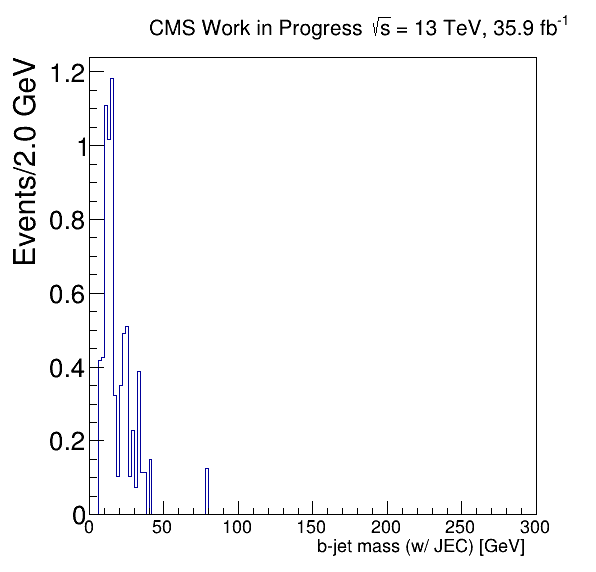 CMS Work in Progress √s = 13 TeV, 35.9 fb⁻¹
Events/2.0 GeV
1.2
1
0.8
0.6
0.4
0.2
0
0 50 100 150 200 250 300
b-jet mass (w/ JEC) [GeV]